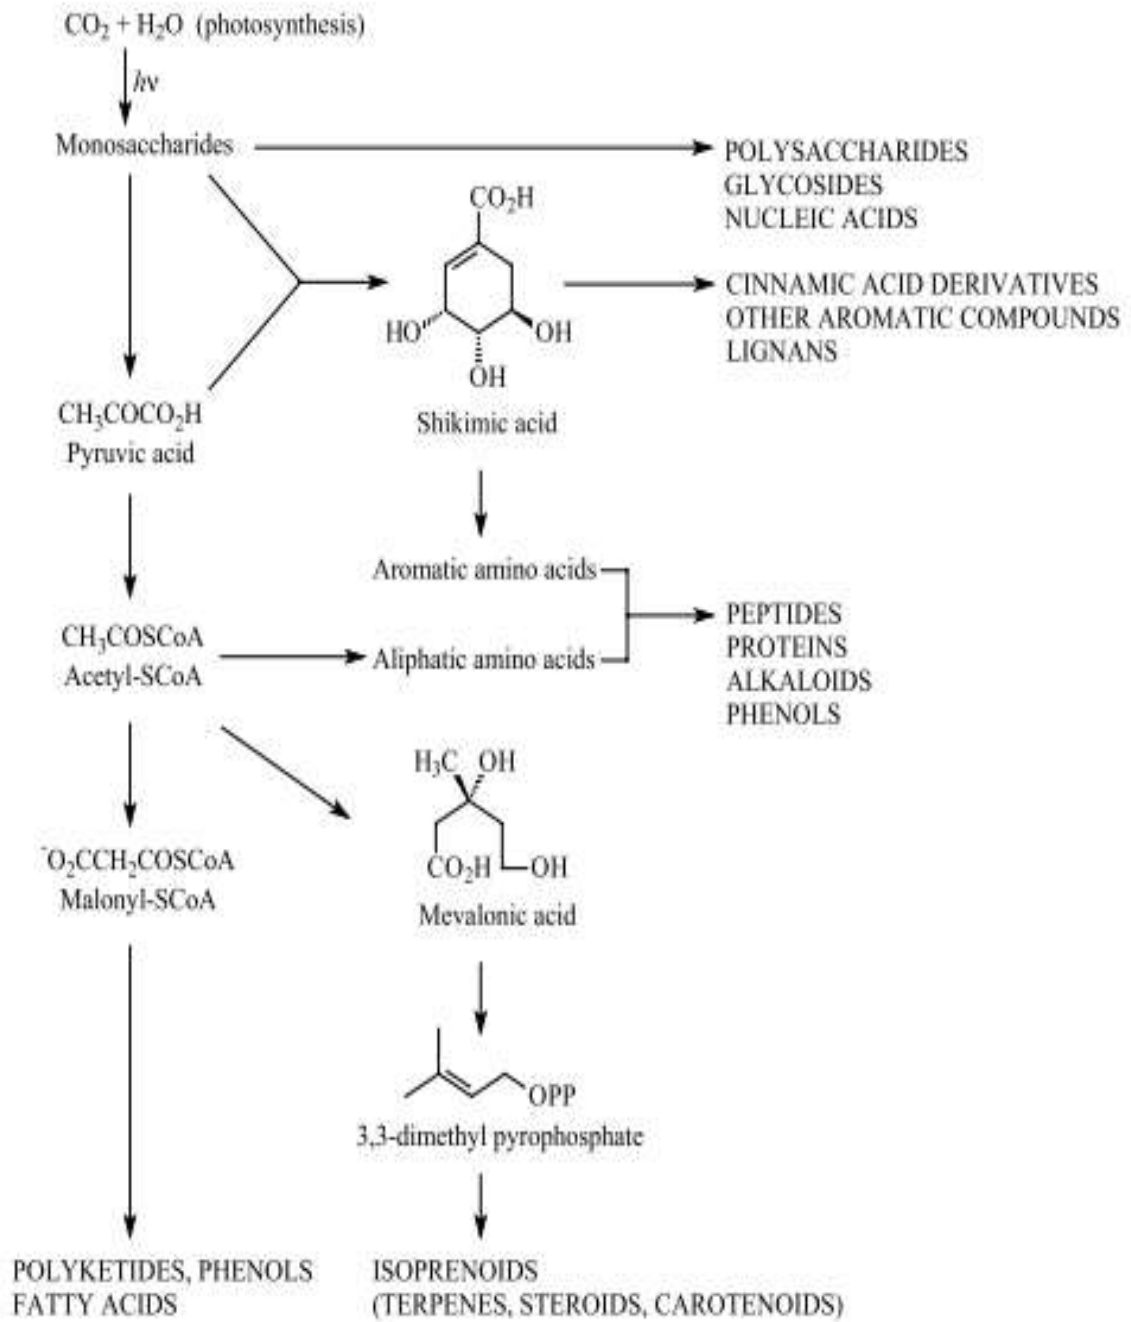 CO₂ + H₂O (photosynthesis)
hν
Monosaccharides
POLYSACCHARIDES
GLYCOSIDES
NUCLEIC ACIDS
CO₂H
HO
OH
OH
Shikimic acid
CINNAMIC ACID DERIVATIVES
OTHER AROMATIC COMPOUNDS
LIGNANS
CH₃COCO₂H
Pyruvic acid
Aromatic amino acids
CH₃COSCoA
Acetyl-SCoA
Aliphatic amino acids
PEPTIDES
PROTEINS
ALKALOIDS
PHENOLS
H₃C OH
CO₂H OH
Mevalonic acid
⁻O₂CCH₂COSCoA
Malonyl-SCoA
OPP
3,3-dimethyl pyrophosphate
POLYKETIDES, PHENOLS
FATTY ACIDS
ISOPRENOIDS
(TERPENES, STEROIDS, CAROTENOIDS)